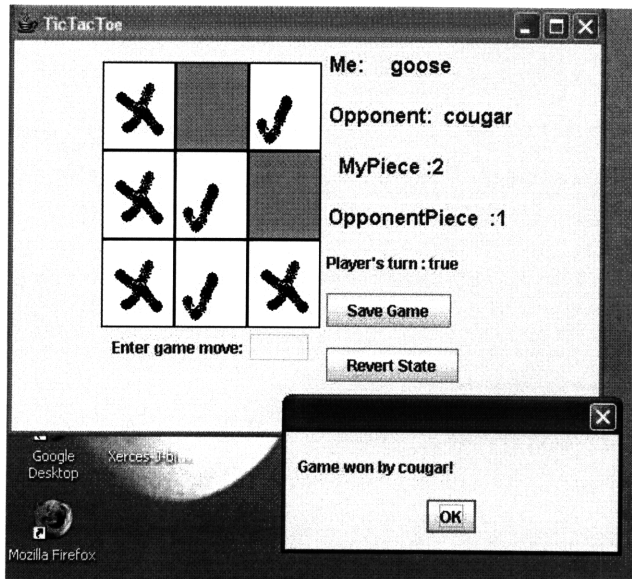 TicTacToe
Me: goose
Opponent: cougar
MyPiece :2
OpponentPiece :1
Player's turn : true
Save Game
Enter game move:
Revert State
Google
Desktop
Game won by cougar!
OK
Mozilla Firefox